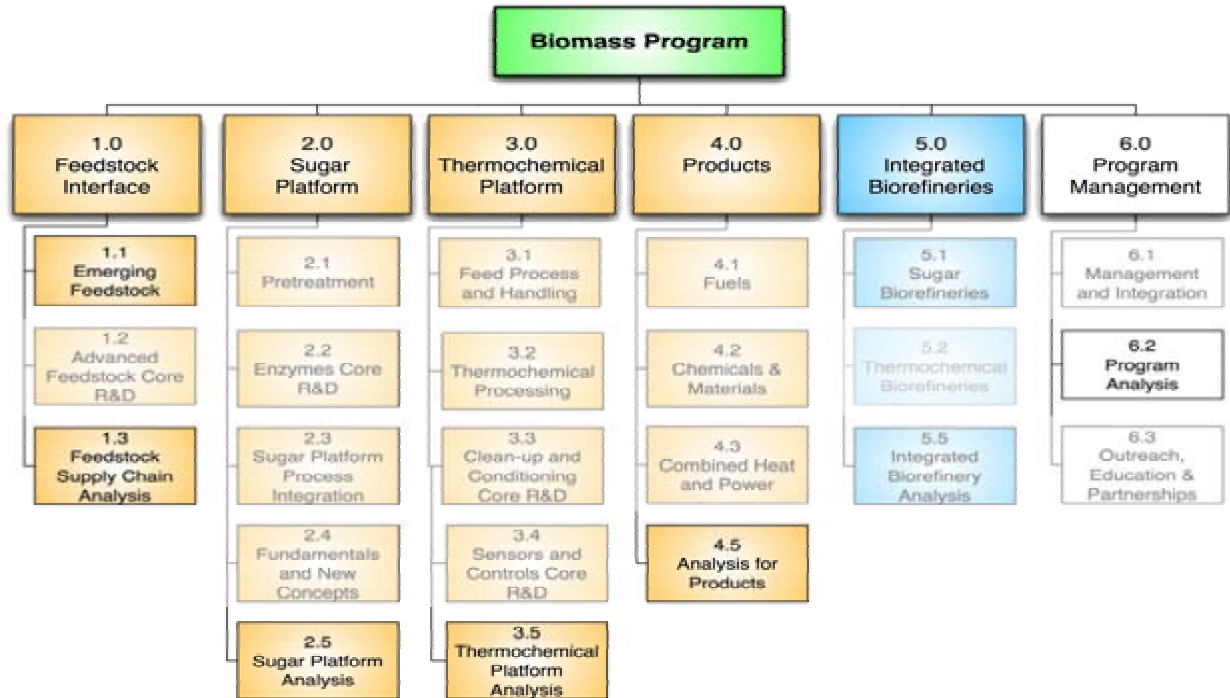 Biomass Program
1.0
Feedstock
Interface
2.0
Sugar
Platform
3.0
Thermochemical
Platform
4.0
Products
5.0
Integrated
Biorefineries
6.0
Program
Management
1.1
Emerging
Feedstock
1.2
Advanced
Feedstock Core
R&D
1.3
Feedstock
Supply Chain
Analysis
2.1
Pretreatment
2.2
Enzymes Core
R&D
2.3
Sugar Platform
Process
Integration
2.4
Fundamentals
and New
Concepts
2.5
Sugar Platform
Analysis
3.1
Feed Process
and Handling
3.2
Thermochemical
Processing
3.3
Clean-up and
Conditioning
Core R&D
3.4
Sensors and
Controls Core
R&D
3.5
Thermochemical
Platform
Analysis
4.1
Fuels
4.2
Chemicals &
Materials
4.3
Combined Heat
and Power
4.5
Analysis for
Products
5.1
Sugar
Biorefineries
5.2
Thermochemical
Biorefineries
5.5
Integrated
Biorefinery
Analysis
6.1
Management
and Integration
6.2
Program
Analysis
6.3
Outreach,
Education &
Partnerships